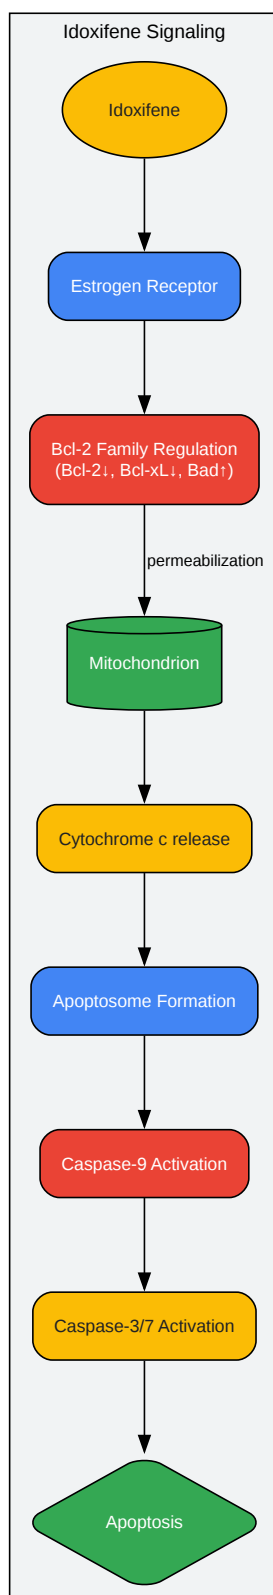 Idoxifene Signaling
Idoxifene
Estrogen Receptor
Bcl-2 Family Regulation
(Bcl-2↓, Bcl-xL↓, Bad↑)
permeabilization
Mitochondrion
Cytochrome c release
Apoptosome Formation
Caspase-9 Activation
Caspase-3/7 Activation
Apoptosis